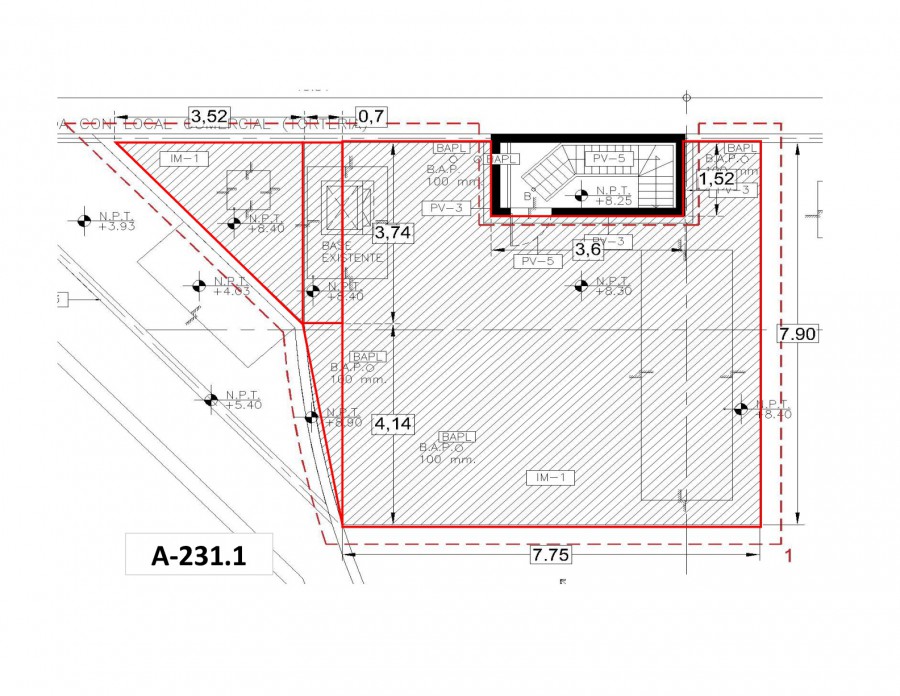 3,52
0,7
DA CON LOCAL COMERCIAL (TORTERIA)
IM-1
BAPL
B.A.P.
100 mm.
BAPL
PV-5
BAPL
B.A.P.
100 mm.
1,52
PV-3
N.P.T.
+8.25
B
PV-3
N.P.T.
+3.93
N.P.T.
+8.40
3,74
BASE
EXISTENTE
3,6
PV-3
PV-5
N.P.T.
+4.03
N.P.T.
+8.40
N.P.T.
+8.30
7.90
BAPL
B.A.P.
100 mm.
N.P.T.
+5.40
N.P.T.
+8.90
4,14
N.P.T.
+8.40
BAPL
B.A.P.
100 mm.
IM-1
A-231.1
7.75
1